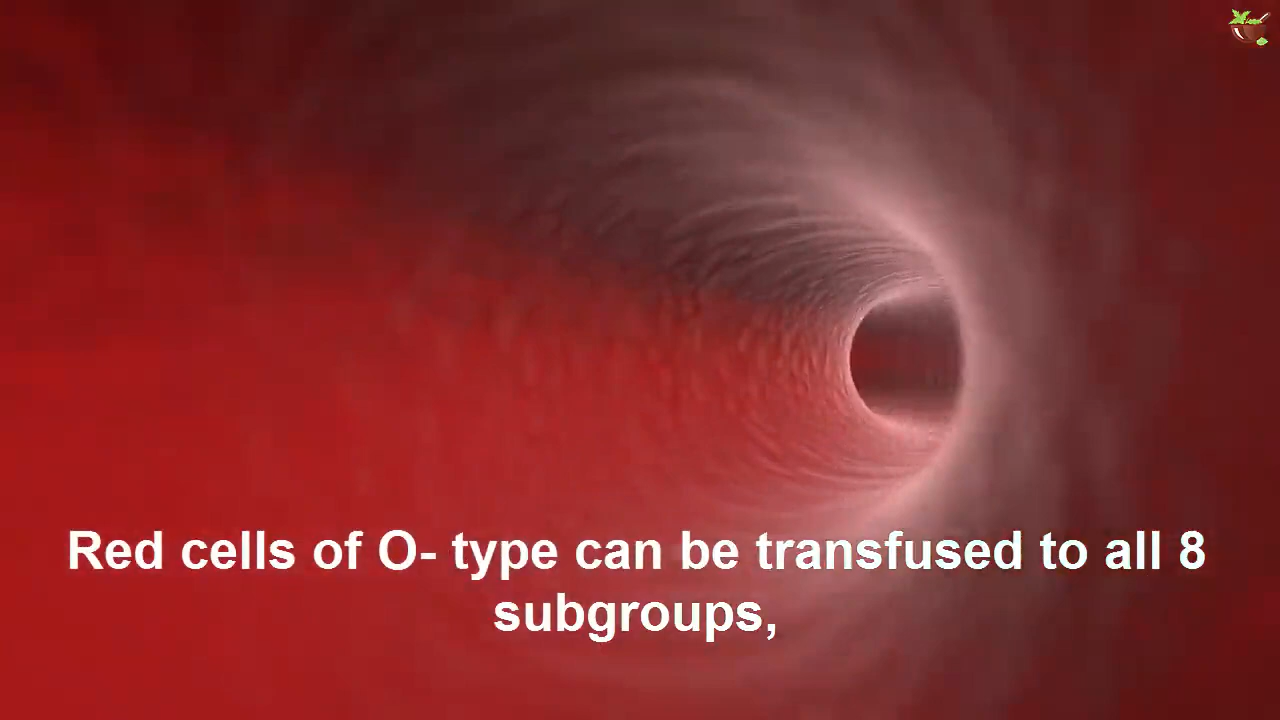 Red cells of O- type can be transfused to all 8
subgroups,